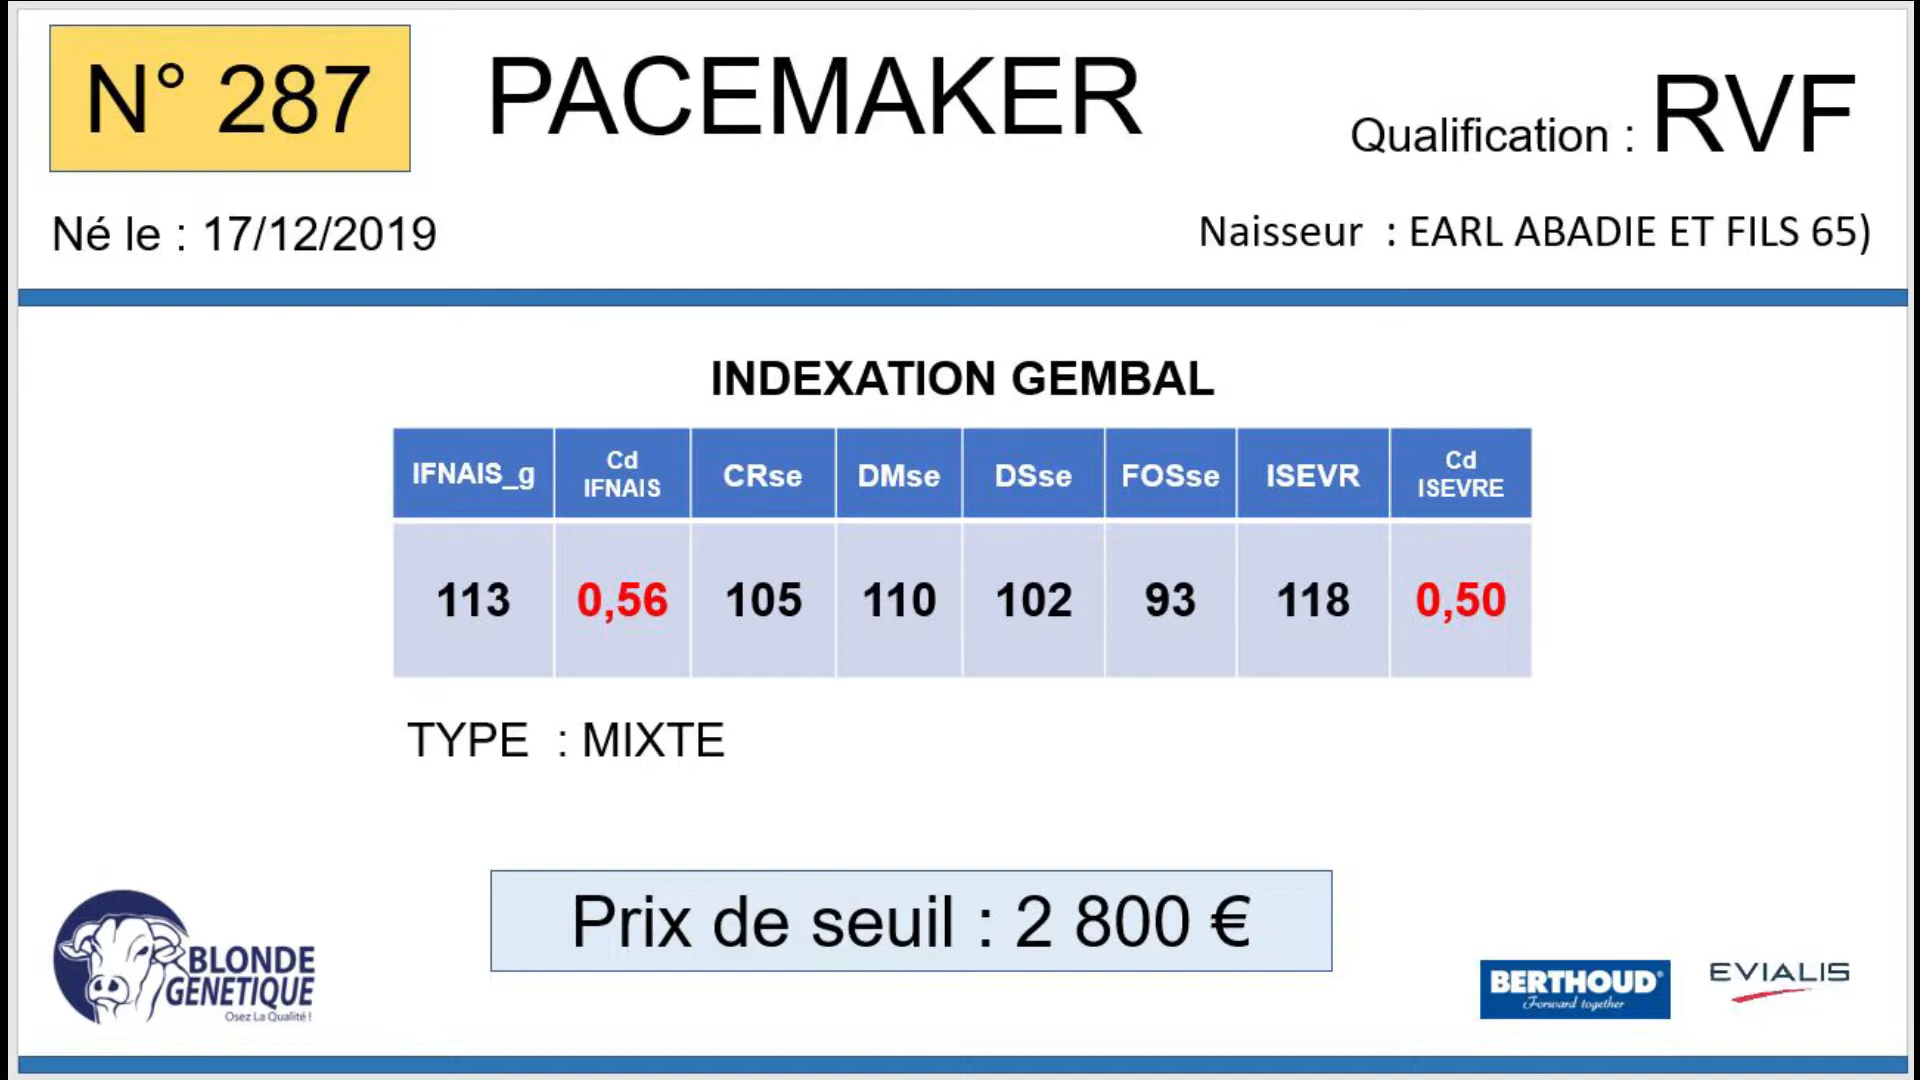 N° 287
PACEMAKER
Qualification : RVF
Né le : 17/12/2019
Naisseur : EARL ABADIE ET FILS 65)
INDEXATION GEMBAL
IFNAIS_g Cd IFNAIS CRse DMse DSse FOSse ISEVR Cd ISEVRE
113 0,56 105 110 102 93 118 0,50
TYPE : MIXTE
Prix de seuil : 2 800 €
BLONDE
GENETIQUE
Osez La Qualité !
BERTHOUD®
Forward together
EVIALIS